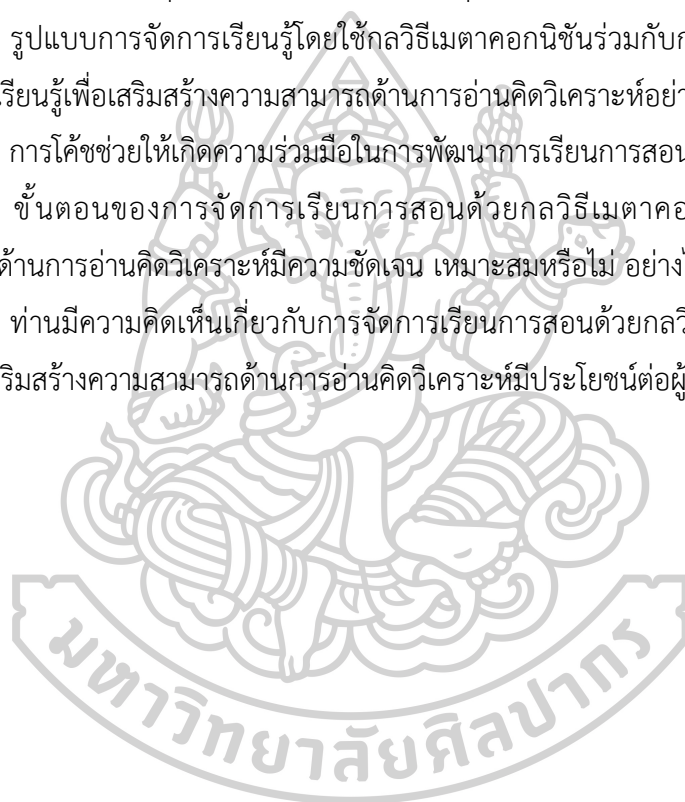 รูปแบบการจัดการเรียนรู้โดยใช้กลวิธีเมตาคอกนิชันร่วมกับ
เรียนรู้เพื่อเสริมสร้างความสามารถด้านการอ่านคิดวิเคราะห์อย่า
การโค้ชช่วยให้เกิดความร่วมมือในการพัฒนาการเรียนการสอน
ขั้นตอนของการจัดการเรียนการสอนด้วยกลวิธีเมตาคอ
ด้านการอ่านคิดวิเคราะห์มีความชัดเจน เหมาะสมหรือไม่ อย่าง
ท่านมีความคิดเห็นเกี่ยวกับการจัดการเรียนการสอนด้วยกลวิ
ริมสร้างความสามารถด้านการอ่านคิดวิเคราะห์มีประโยชน์ต่อผู้
มหาวิทยาลัยศิลปากร